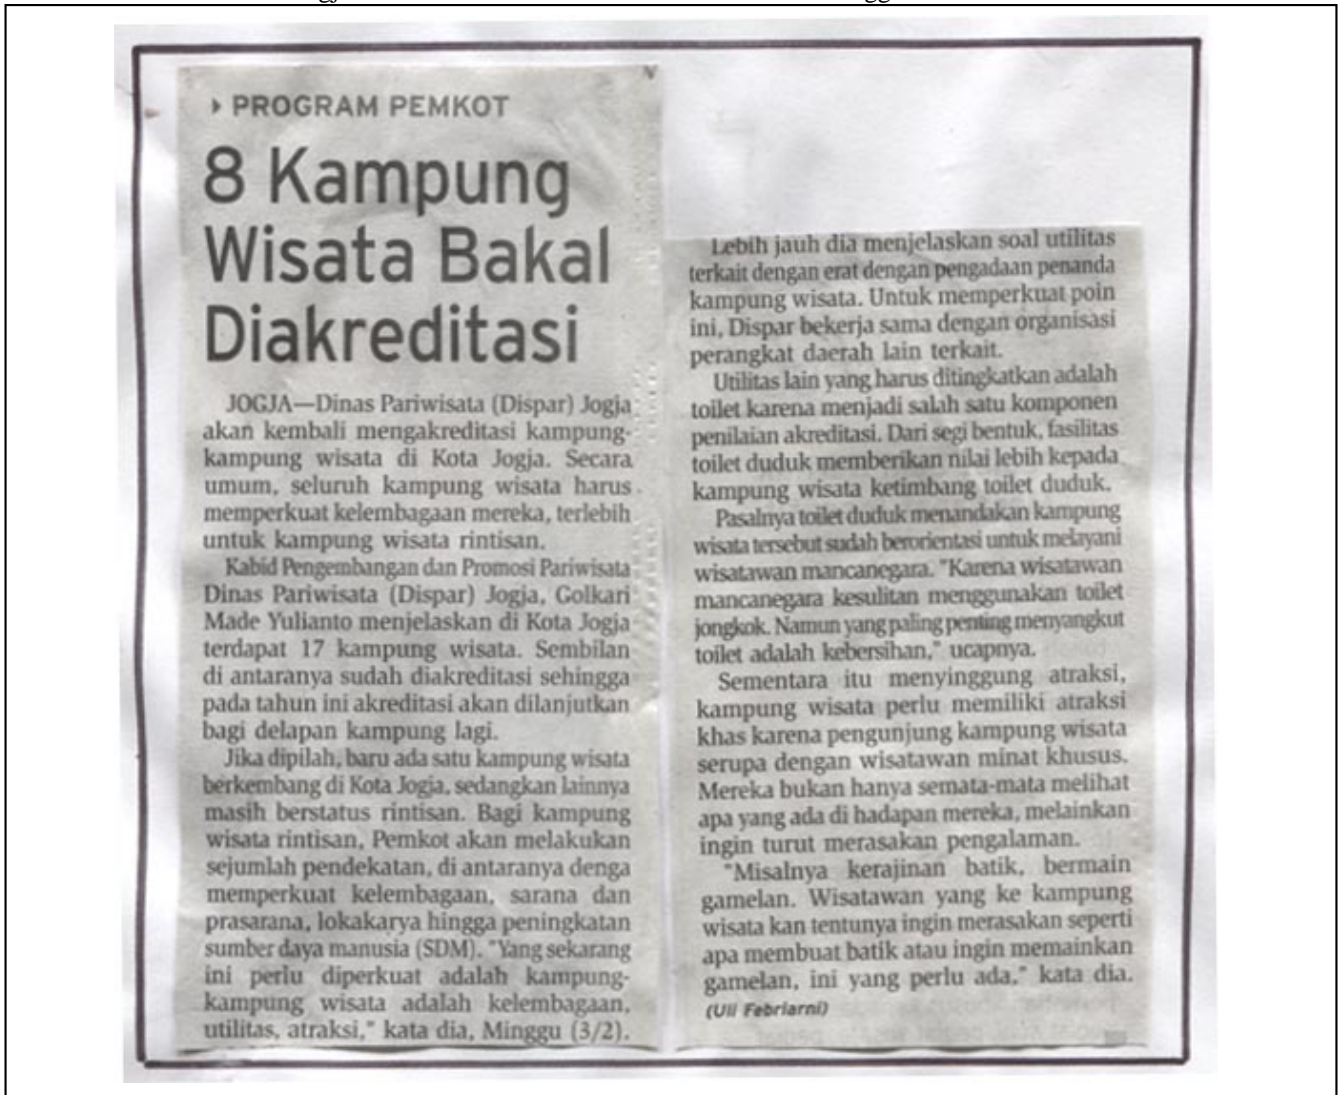 PROGRAM PEMKOT
8 Kampung
Wisata Bakal
Diakreditasi
JOGJA—Dinas Pariwisata (Dispar) Jogja
akan kembali mengakreditasi kampung-
kampung wisata di Kota Jogja. Secara
umum, seluruh kampung wisata harus
memperkuat kelembagaan mereka, terlebih
untuk kampung wisata rintisan.
Kabid Pengembangan dan Promosi Pariwisata
Dinas Pariwisata (Dispar) Jogja, Golkari
Made Yulianto menjelaskan di Kota Jogja
terdapat 17 kampung wisata. Sembilan
di antaranya sudah diakreditasi sehingga
pada tahun ini akreditasi akan dilanjutkan
bagi delapan kampung lagi.
Jika dipilah, baru ada satu kampung wisata
berkembang di Kota Jogja, sedangkan lainnya
masih berstatus rintisan. Bagi kampung
wisata rintisan, Pemkot akan melakukan
sejumlah pendekatan, di antaranya denga
memperkuat kelembagaan, sarana dan
prasarana, lokakarya hingga peningkatan
sumber daya manusia (SDM). "Yang sekarang
ini perlu diperkuat adalah kampung-
kampung wisata adalah kelembagaan,
utilitas, atraksi," kata dia, Minggu (3/2).
Lebih jauh dia menjelaskan soal utilitas
terkait dengan erat dengan pengadaan penanda
kampung wisata. Untuk memperkuat poin
ini, Dispar bekerja sama dengan organisasi
perangkat daerah lain terkait.
Utilitas lain yang harus ditingkatkan adalah
toilet karena menjadi salah satu komponen
penilaian akreditasi. Dari segi bentuk, fasilitas
toilet duduk memberikan nilai lebih kepada
kampung wisata ketimbang toilet duduk.
Pasalnya toilet duduk menandakan kampung
wisata tersebut sudah berorientasi untuk melayani
wisatawan mancanegara. "Karena wisatawan
mancanegara kesulitan menggunakan toilet
jongkok. Namun yang paling penting menyangkut
toilet adalah kebersihan," ucapnya.
Sementara itu menyinggung atraksi,
kampung wisata perlu memiliki atraksi
khas karena pengunjung kampung wisata
serupa dengan wisatawan minat khusus.
Mereka bukan hanya semata-mata melihat
apa yang ada di hadapan mereka, melainkan
ingin turut merasakan pengalaman.
"Misalnya kerajinan batik, bermain
gamelan. Wisatawan yang ke kampung
wisata kan tentunya ingin merasakan seperti
apa membuat batik atau ingin memainkan
gamelan, ini yang perlu ada," kata dia.
(Uli Febriarni)